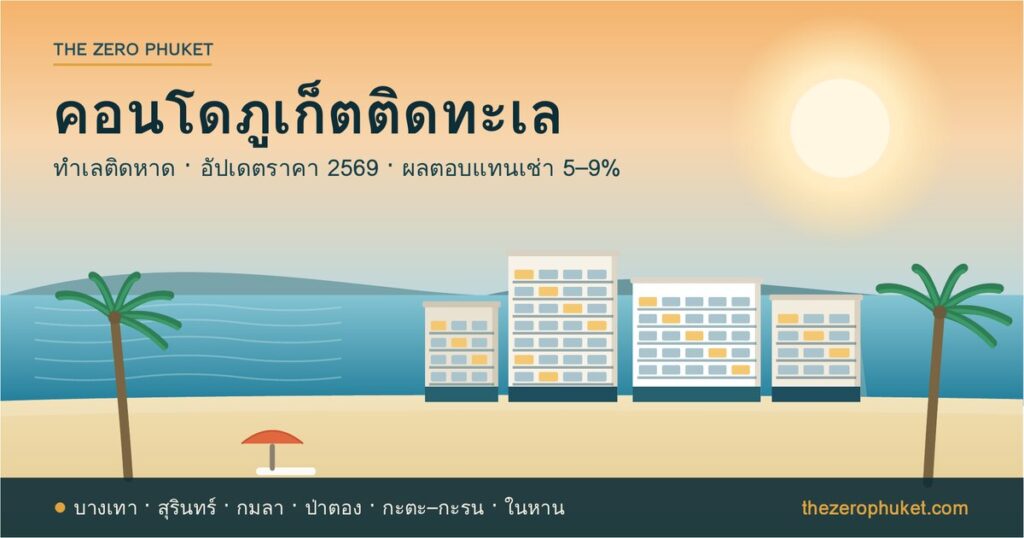 THE ZERO PHUKET
คอนโดภูเก็ตติดทะเล
ทำเลติดหาด · อัปเดตราคา 2569 · ผลตอบแทนเช่า 5–9%
บางเทา · สุรินทร์ · กมลา · ป่าตอง · กะตะ–กะรน · ในหาน
thezerophuket.com